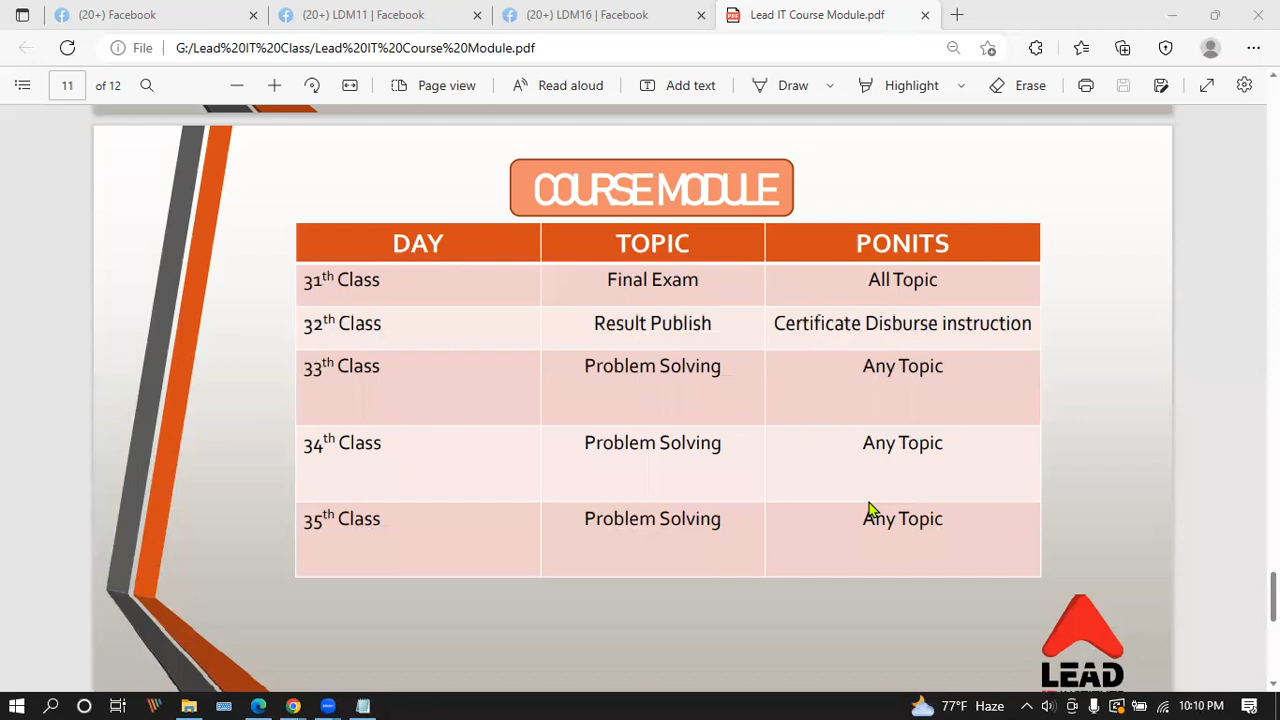 (20+) Facebook
(20+) LDM11 | Facebook
(20+) LDM16 | Facebook
Lead IT Course Module.pdf
File
G:/Lead%20IT%20Class/Lead%20IT%20Course%20Module.pdf
11 of 12
Page view
Read aloud
Add text
Draw
Highlight
Erase
COURSE MODULE
DAY TOPIC PONITS
31th Class Final Exam All Topic
32th Class Result Publish Certificate Disburse instruction
33th Class Problem Solving Any Topic
34th Class Problem Solving Any Topic
35th Class Problem Solving Any Topic
LEAD
77°F Haze
10:10 PM